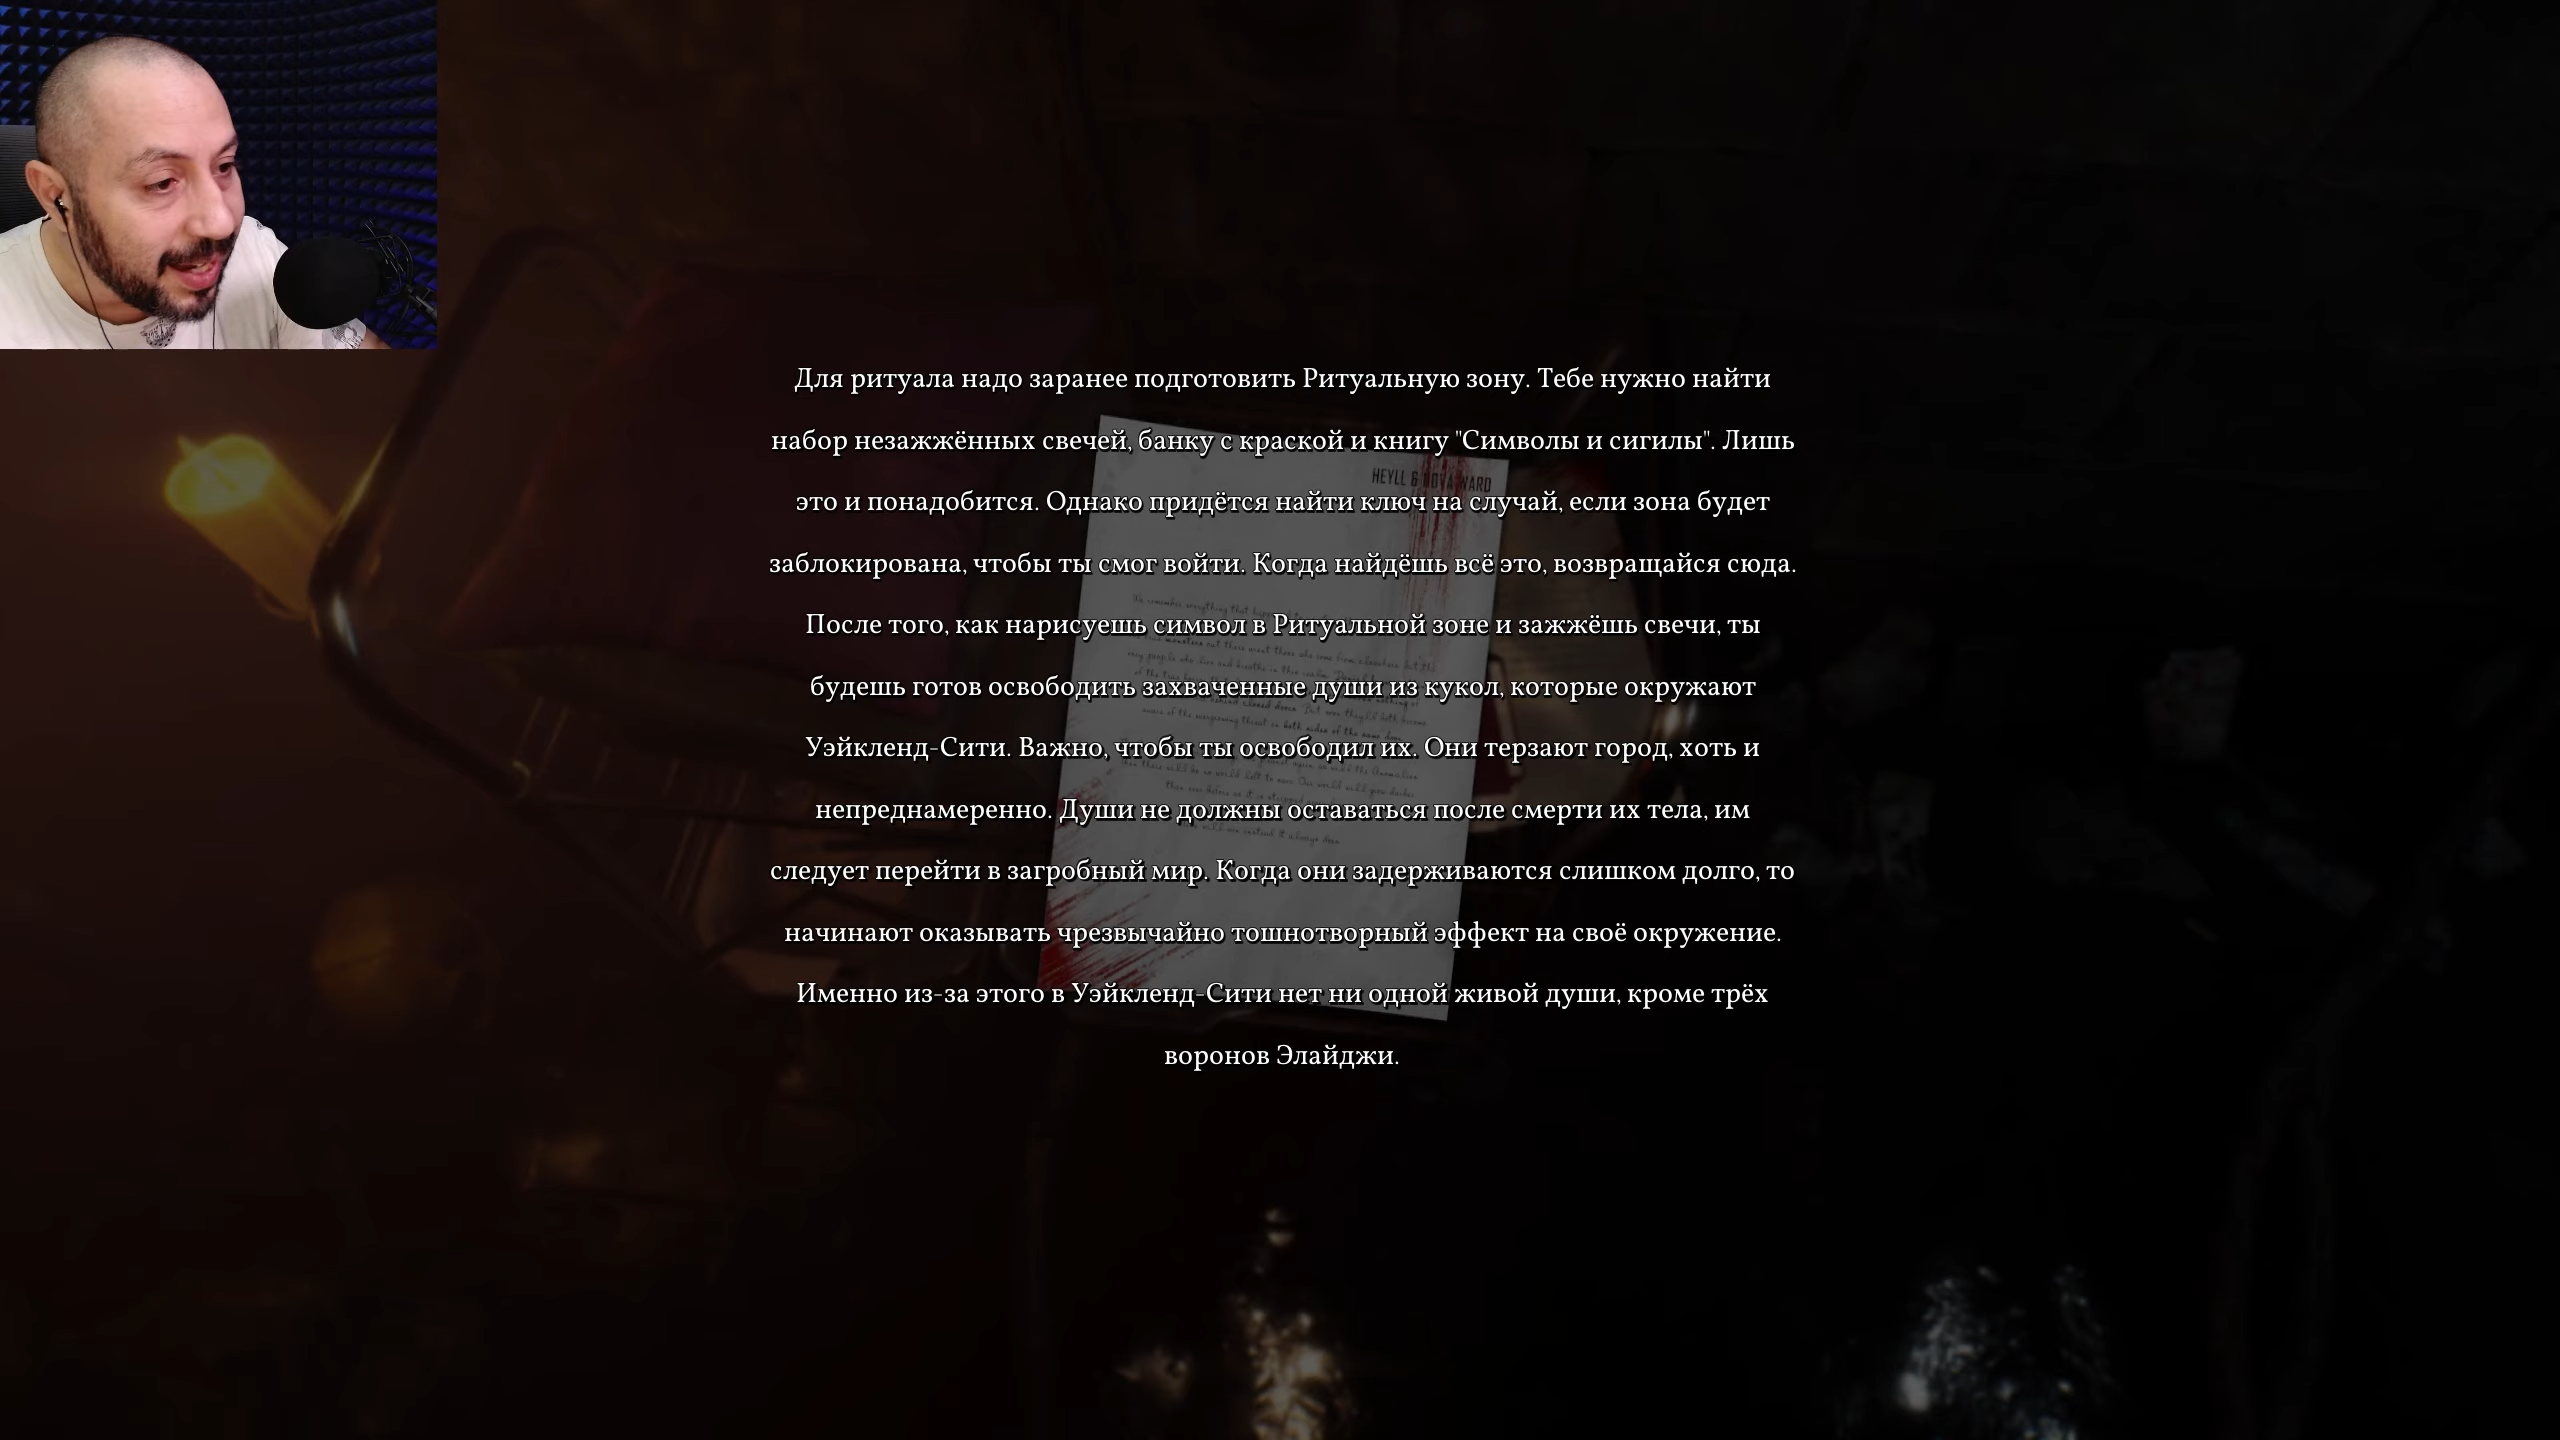 Для ритуала надо заранее подготовить Ритуальную зону. Тебе нужно найти
набор незажжённых свечей, банку с краской и книгу "Символы и сигилы". Лишь
HEYLL &
это и понадобится. Однако придётся найти ключ на случай, если зона будет
заблокирована, чтобы ты смог войти. Когда найдёшь всё это, возвращайся сюда.
После того, как нарисуешь символ в Ритуальной зоне и зажжёшь свечи, ты
будешь готов освободить захваченные души из кукол, которые окружают
Уэйкленд-Сити. Важно, чтобы ты освободил их. Они терзают город, хоть и
непреднамеренно. Души не должны оставаться после смерти их тела, им
следует перейти в загробный мир. Когда они задерживаются слишком долго, то
начинают оказывать чрезвычайно тошнотворный эффект на своё окружение.
Именно из-за этого в Уэйкленд-Сити нет ни одной живой души, кроме трёх
воронов Элайджи.